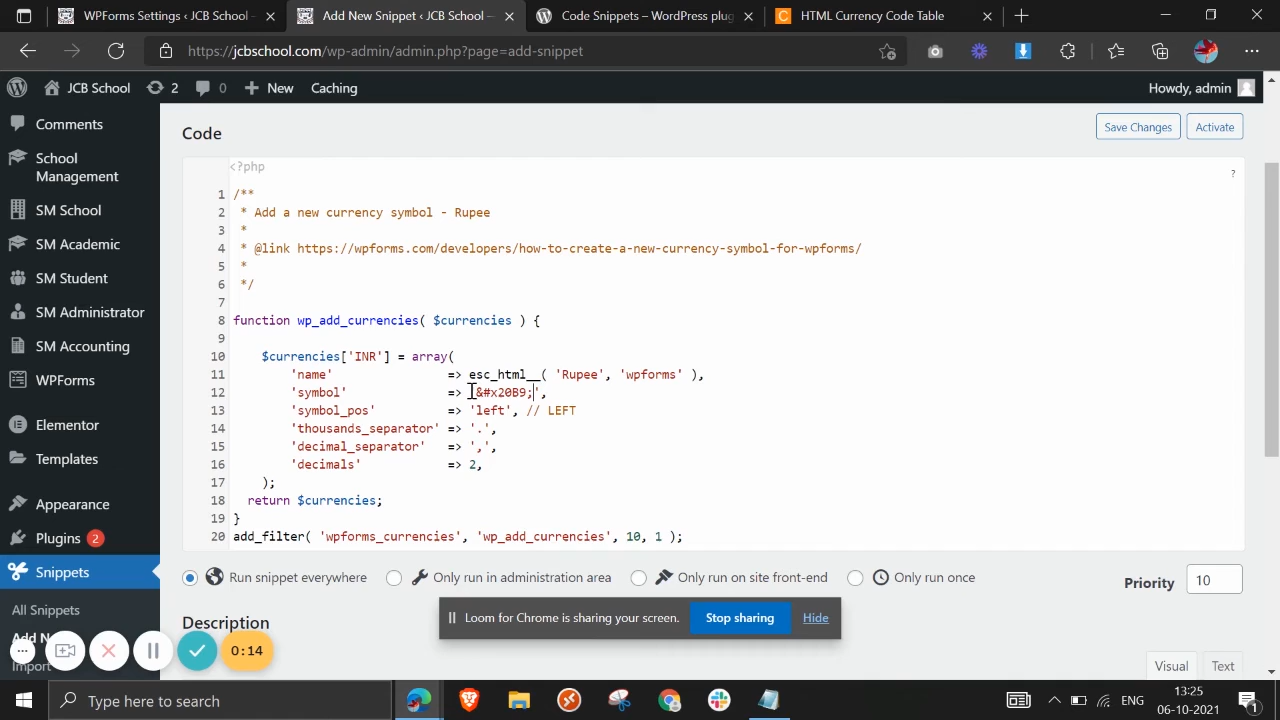 WPForms Settings ‹ JCB School –
Add New Snippet ‹ JCB School —
Code Snippets – WordPress plug
HTML Currency Code Table
https://jcbschool.com/wp-admin/admin.php?page=add-snippet
JCB School
2
0
New
Caching
Howdy, admin
Comments
School
Management
SM School
SM Academic
SM Student
SM Administrator
SM Accounting
WPForms
Elementor
Templates
Appearance
Plugins 2
Snippets
All Snippets
Add N
Import
Code
Save Changes
Activate
<?php
?
1 /**
2 * Add a new currency symbol - Rupee
3 *
4 * @link https://wpforms.com/developers/how-to-create-a-new-currency-symbol-for-wpforms/
5 *
6 */
7
8 function wp_add_currencies( $currencies ) {
9
10 $currencies['INR'] = array(
11 'name' => esc_html__( 'Rupee', 'wpforms' ),
12 'symbol' => '&#x20B9;',
13 'symbol_pos' => 'left', // LEFT
14 'thousands_separator' => '.',
15 'decimal_separator' => ',',
16 'decimals' => 2,
17 );
18 return $currencies;
19 }
20 add_filter( 'wpforms_currencies', 'wp_add_currencies', 10, 1 );
Run snippet everywhere
Only run in administration area
Only run on site front-end
Only run once
Priority
10
Description
Loom for Chrome is sharing your screen.
Stop sharing
Hide
0:14
Visual
Text
Type here to search
ENG
13:25
06-10-2021
1